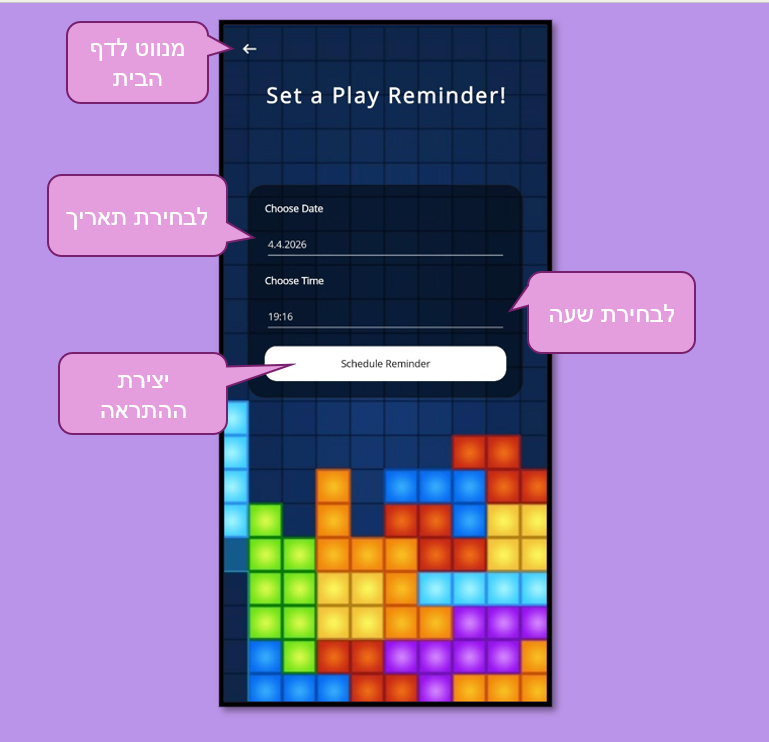 מנווט לדף
הבית
Set a Play Reminder!
לבחירת תאריך
Choose Date
4.4.2026
Choose Time
19:16
לבחירת שעה
Schedule Reminder
יצירת
ההתראה